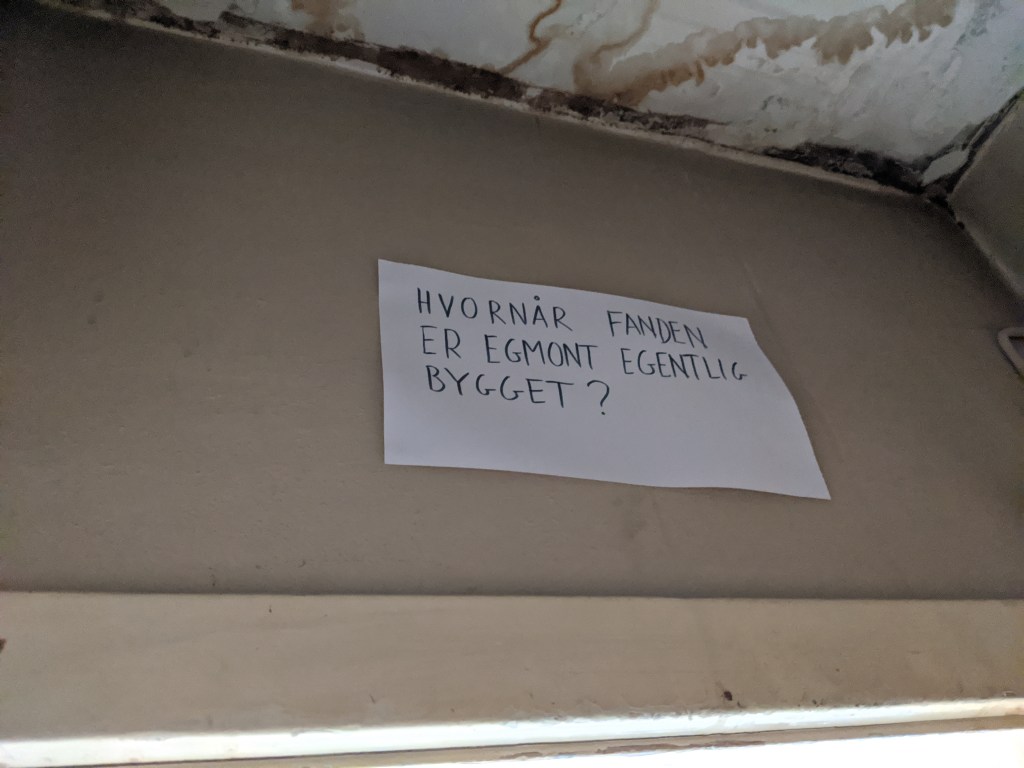 HVORNÅR FANDEN
ER EGMONT EGENTLIG
BYGGET?